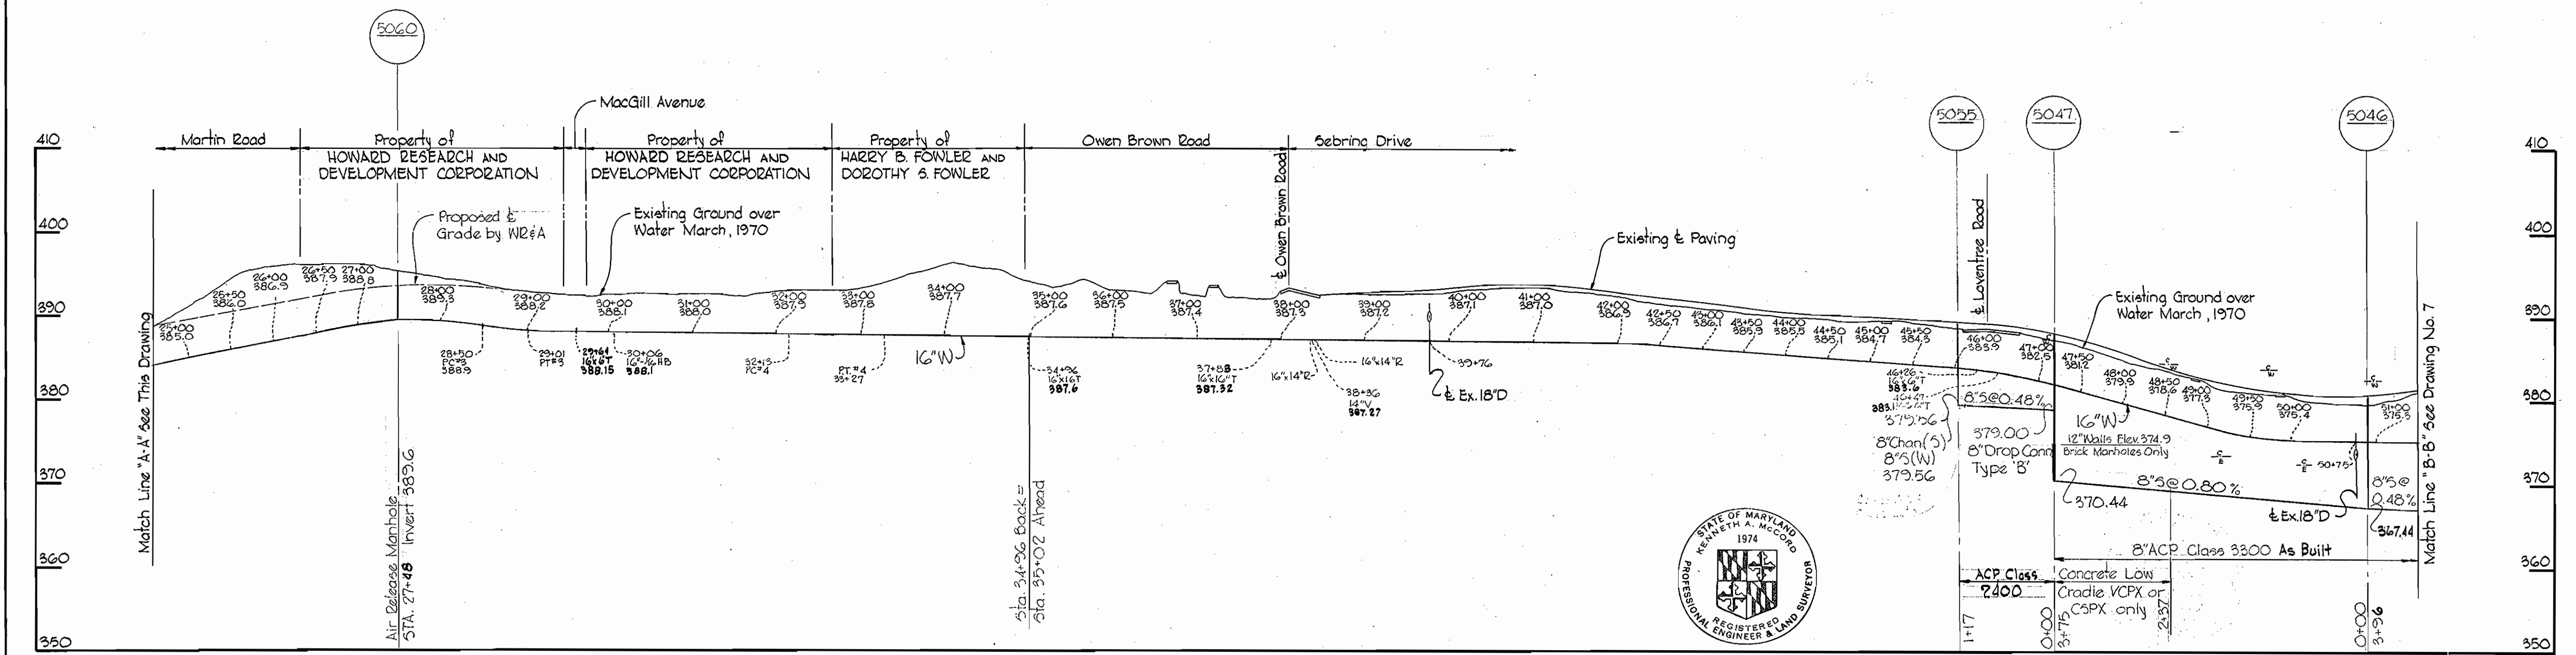 5060
5055
5047
5046
MacGill Avenue
410
Martin Road
Property of
HOWARD RESEARCH AND
DEVELOPMENT CORPORATION
Property of
HOWARD RESEARCH AND
DEVELOPMENT CORPORATION
Property of
HARRY B. FOWLER AND
DOROTHY S. FOWLER
Owen Brown Road
Sebring Drive
410
℄ Owen Brown Road
℄ Loventree Road
400
Proposed ℄
Grade by WR&A
Existing Ground over
Water March, 1970
Existing ℄ Paving
400
Existing Ground over
Water March, 1970
390
25+00
385.0
25+50
386.0
26+00
386.9
26+50
387.9
27+00
388.8
28+00
389.3
29+00
388.2
30+00
388.1
31+00
388.0
32+00
387.9
33+00
387.8
34+00
387.7
35+00
387.6
36+00
387.5
37+00
387.4
38+00
387.3
39+00
387.2
40+00
387.1
41+00
387.0
42+00
386.9
42+50
386.7
43+00
386.1
43+50
385.9
44+00
385.5
44+50
385.1
45+00
384.7
45+50
384.3
46+00
383.9
47+00
382.5
47+50
381.2
48+00
379.9
48+50
378.6
49+00
377.3
49+50
375.9
50+00
375.4
51+00
375.3
390
28+50
PC#3
388.9
29+01
PT#3
29+64
16"x6"T
388.15
30+06
388.1
32+13
PC#4
PT.#4
33+27
16"W
34+96
16"x16"T
387.6
37+88
16"x16"T
387.32
16"x14"R
16"x14"R
38+36
14"V
387.27
39+76
℄ Ex.18"D
46+26
16"x6"T
383.6
383.1
380
8"S@0.48%
379.56
8"Chan(S)
8"S(W)
379.56
379.00
8"Drop Conn
Type 'B'
16"W
12"Walls Elev.374.9
Brick Manholes Only
50+75
380
370
8"S@0.80%
370.44
℄ Ex.18"D
8"S@
0.48%
367.44
370
Match Line "A-A" See This Drawing
Air Release Manhole
STA. 27+48 Invert 389.6
Sta. 34+96 Back =
Sta. 35+02 Ahead
Match Line "B-B" See Drawing No. 7
360
STATE OF MARYLAND
KENNETH A. McCORD
1974
REGISTERED
PROFESSIONAL ENGINEER & LAND SURVEYOR
8"ACP Class 3300 As Built
360
ACP Class
2400
Concrete Low
Cradle VCPX or
CSPX only
1+17
0+00
3+75
2+37
0+00
3+96
350
350